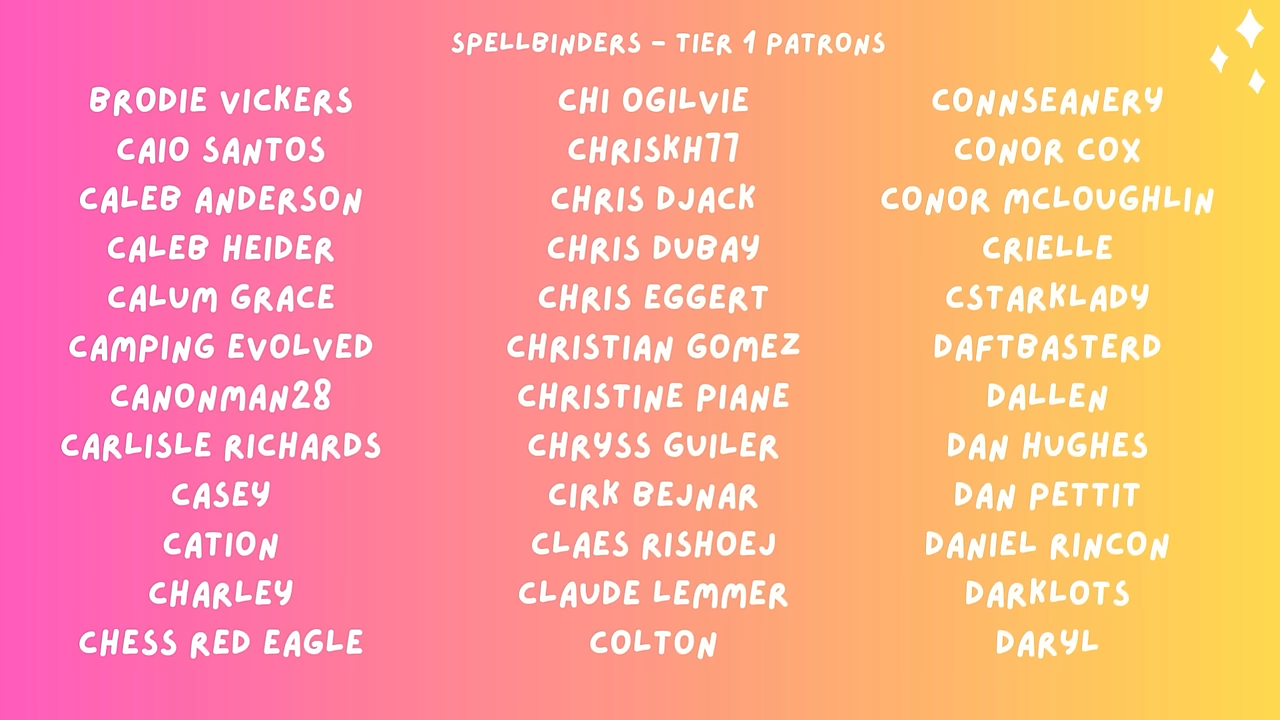 SPELLBINDERS - TIER 1 PATRONS
BRODIE VICKERS
CAIO SANTOS
CALEB ANDERSON
CALEB HEIDER
CALUM GRACE
CAMPING EVOLVED
CANONMAN28
CARLISLE RICHARDS
CASEY
CATION
CHARLEY
CHESS RED EAGLE
CHI OGILVIE
CHRISKH77
CHRIS DJACK
CHRIS DUBAY
CHRIS EGGERT
CHRISTIAN GOMEZ
CHRISTINE PIANE
CHRYSS GUILER
CIRK BEJNAR
CLAES RISHOEJ
CLAUDE LEMMER
COLTON
CONNSEANERY
CONOR COX
CONOR MCLOUGHLIN
CRIELLE
CSTARKLADY
DAFTBASTERD
DALLEN
DAN HUGHES
DAN PETTIT
DANIEL RINCON
DARKLOTS
DARYL